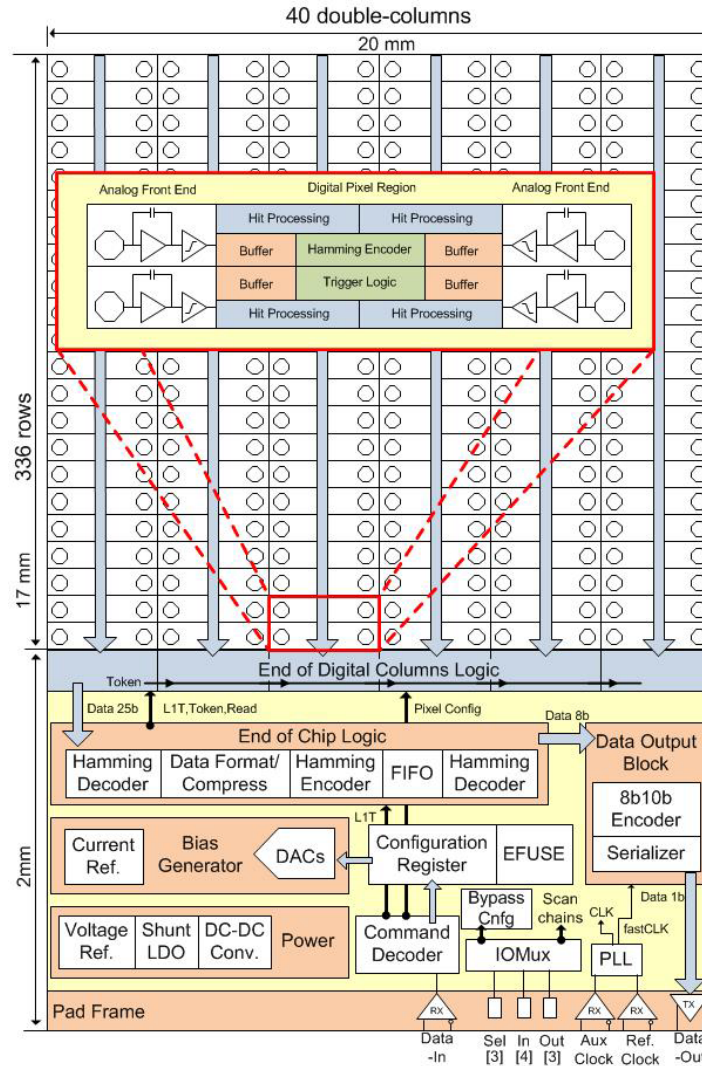 40 double-columns
20 mm
336 rows
17 mm
Analog Front End
Digital Pixel Region
Analog Front End
Hit Processing
Hit Processing
Buffer
Hamming Encoder
Buffer
Buffer
Trigger Logic
Buffer
Hit Processing
Hit Processing
End of Digital Columns Logic
Token
Data 25b
L1T,Token,Read
Pixel Config
Data 8b
2mm
End of Chip Logic
Hamming
Decoder
Data Format/
Compress
Hamming
Encoder
FIFO
Hamming
Decoder
Data Output
Block
8b10b
Encoder
Serializer
L1T
Current
Ref.
Bias
Generator
DACs
Configuration
Register
EFUSE
Data 1b
Voltage
Ref.
Shunt
LDO
DC-DC
Conv.
Power
Command
Decoder
Bypass
Cnfg
Scan
chains
IOMux
CLK
fastCLK
PLL
Pad Frame
RX
RX
RX
TX
Data
-In
Sel
[3]
In
[4]
Out
[3]
Aux
Clock
Ref.
Clock
Data
-Out